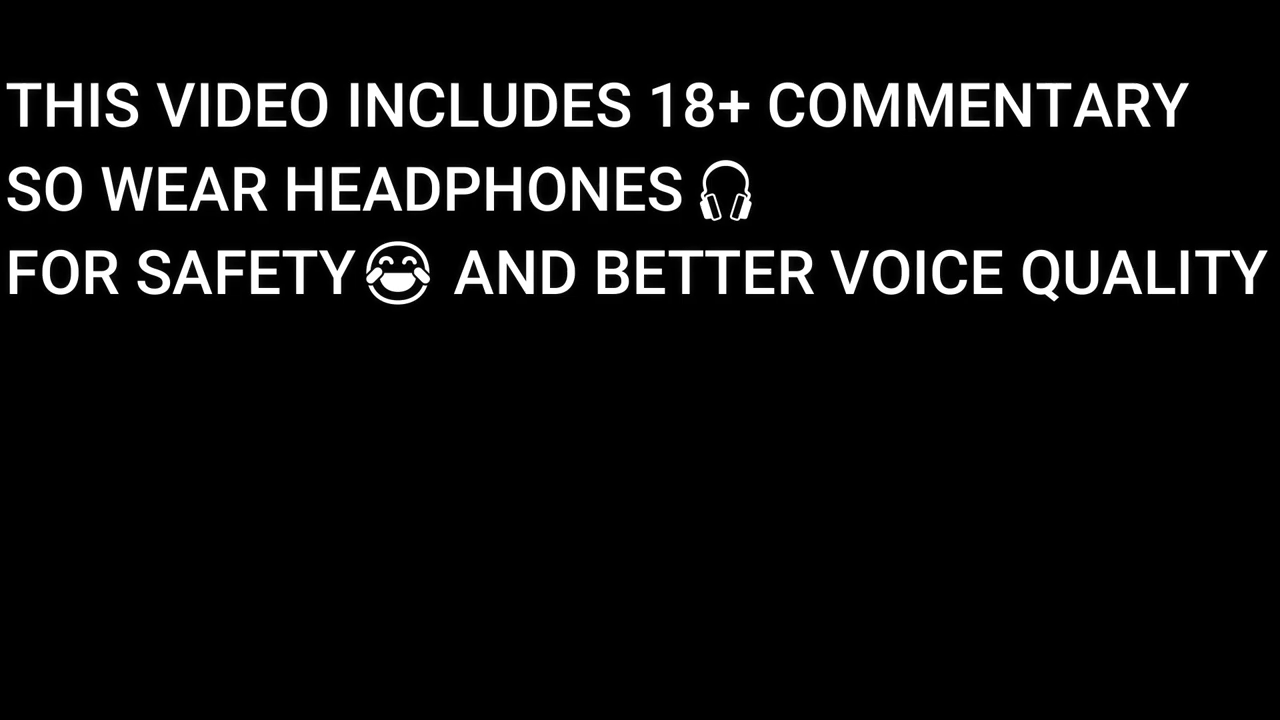 THIS VIDEO INCLUDES 18+ COMMENTARY
SO WEAR HEADPHONES 🎧
FOR SAFETY😂 AND BETTER VOICE QUALITY